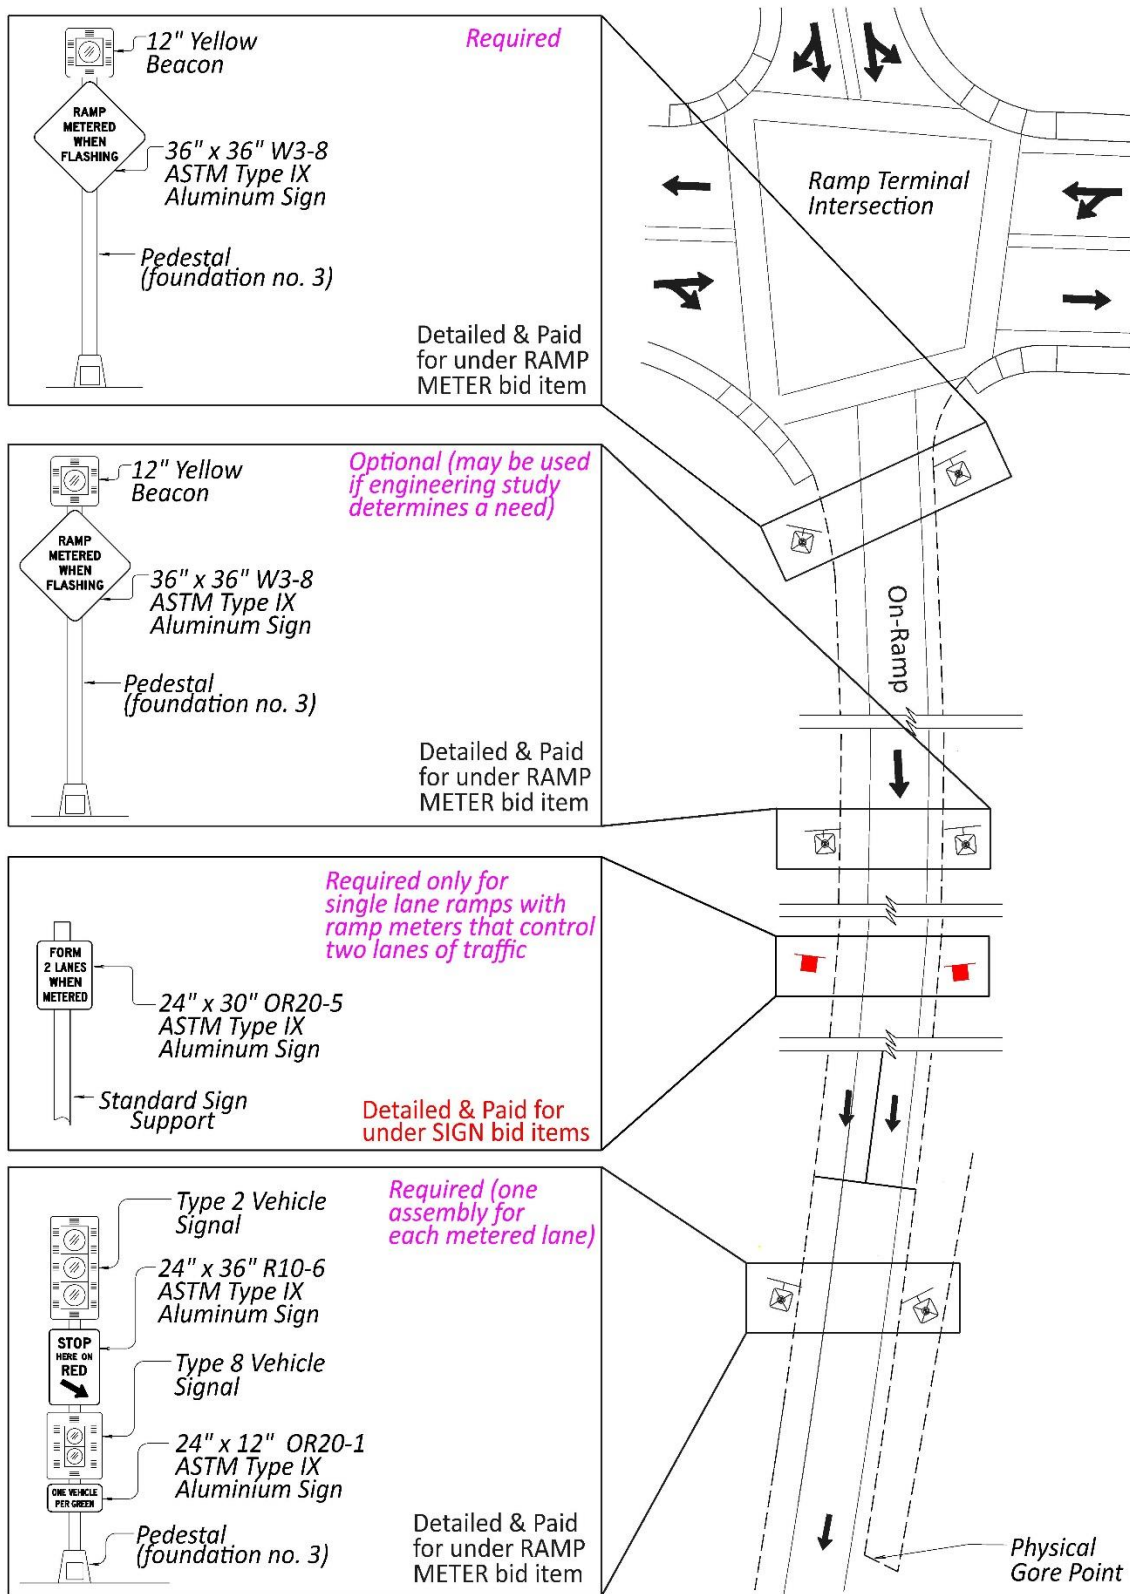 12" Yellow
Beacon
Required
RAMP
METERED
WHEN
FLASHING
36" x 36" W3-8
ASTM Type IX
Aluminum Sign
Pedestal
(foundation no. 3)
Detailed & Paid
for under RAMP
METER bid item
Ramp Terminal
Intersection
12" Yellow
Beacon
Optional (may be used
if engineering study
determines a need)
RAMP
METERED
WHEN
FLASHING
36" x 36" W3-8
ASTM Type IX
Aluminum Sign
Pedestal
(foundation no. 3)
Detailed & Paid
for under RAMP
METER bid item
On-Ramp
Required only for
single lane ramps with
ramp meters that control
two lanes of traffic
FORM
2 LANES
WHEN
METERED
24" x 30" OR20-5
ASTM Type IX
Aluminum Sign
Standard Sign
Support
Detailed & Paid for
under SIGN bid items
Type 2 Vehicle
Signal
Required (one
assembly for
each metered lane)
24" x 36" R10-6
ASTM Type IX
Aluminum Sign
STOP
HERE ON
RED
Type 8 Vehicle
Signal
24" x 12" OR20-1
ASTM Type IX
Aluminium Sign
ONE VEHICLE
PER GREEN
Pedestal
(foundation no. 3)
Detailed & Paid
for under RAMP
METER bid item
Physical
Gore Point